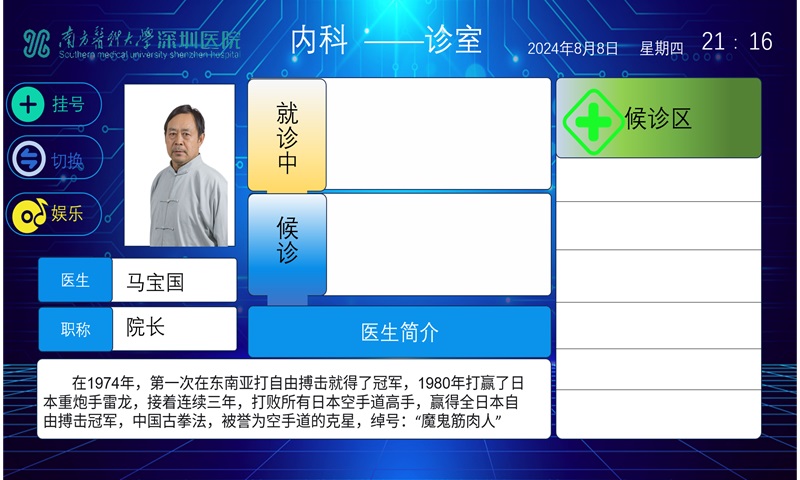 南方医科大学深圳医院
Southern medical university shenzhen hospital
内科 ——诊室
2024年8月8日 星期四 21：16
挂号
切换
娱乐
就诊中
候诊
候诊区
医生 马宝国
职称 院长
医生简介
在1974年，第一次在东南亚打自由搏击就得了冠军，1980年打赢了日
本重炮手雷龙，接着连续三年，打败所有日本空手道高手，赢得全日本自
由搏击冠军，中国古拳法，被誉为空手道的克星，绰号：“魔鬼筋肉人”